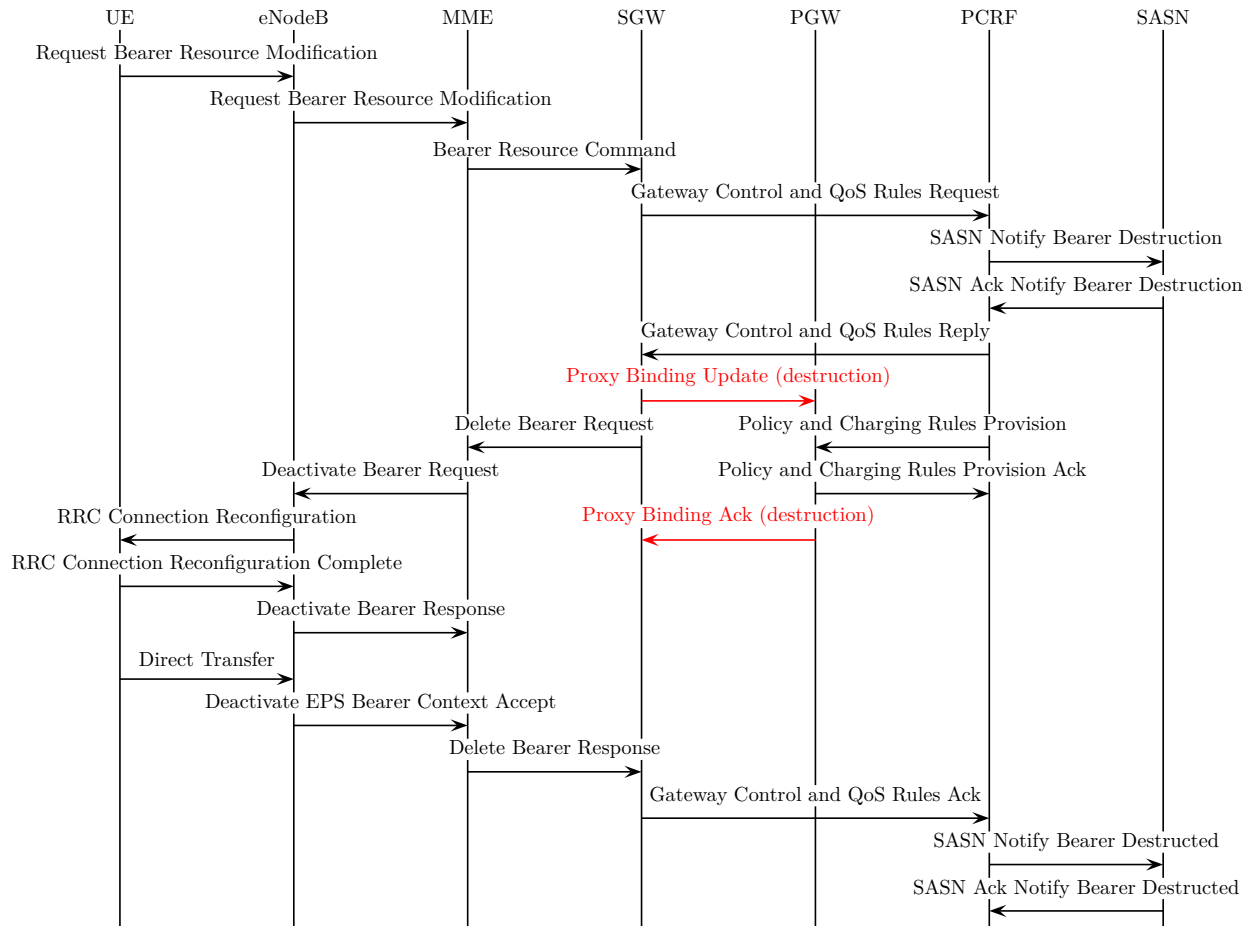 UE eNodeB MME SGW PGW PCRF SASN
Request Bearer Resource Modification
Request Bearer Resource Modification
Bearer Resource Command
Gateway Control and QoS Rules Request
SASN Notify Bearer Destruction
SASN Ack Notify Bearer Destruction
Gateway Control and QoS Rules Reply
Proxy Binding Update (destruction)
Delete Bearer Request Policy and Charging Rules Provision
Deactivate Bearer Request Policy and Charging Rules Provision Ack
RRC Connection Reconfiguration Proxy Binding Ack (destruction)
RRC Connection Reconfiguration Complete
Deactivate Bearer Response
Direct Transfer
Deactivate EPS Bearer Context Accept
Delete Bearer Response
Gateway Control and QoS Rules Ack
SASN Notify Bearer Destructed
SASN Ack Notify Bearer Destructed